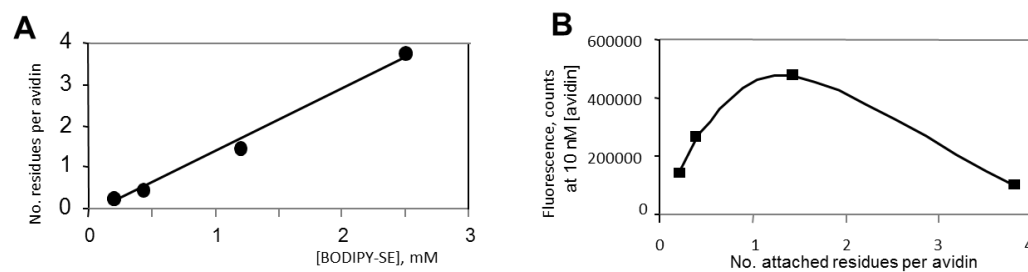 A
No. residues per avidin
4
3
2
1
0
0
1
2
3
[BODIPY-SE], mM
B
Fluorescence, counts
at 10 nM [avidin]
600000
400000
200000
0
0
1
2
3
4
No. attached residues per avidin